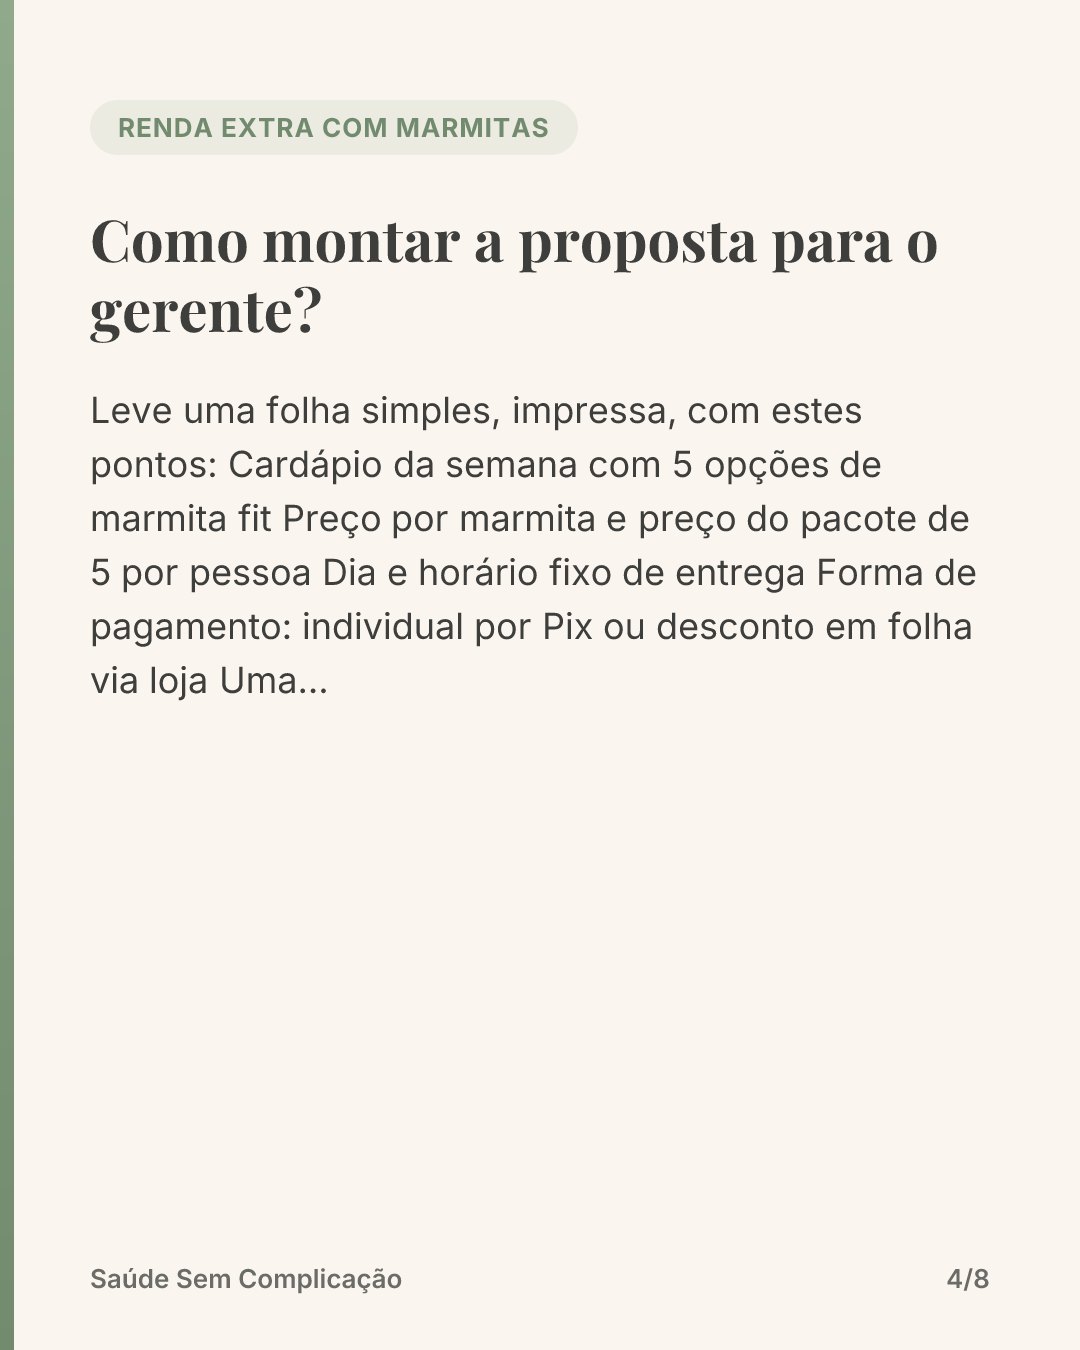 RENDA EXTRA COM MARMITAS
Como montar a proposta para o
gerente?
Leve uma folha simples, impressa, com estes
pontos: Cardápio da semana com 5 opções de
marmita fit Preço por marmita e preço do pacote de
5 por pessoa Dia e horário fixo de entrega Forma de
pagamento: individual por Pix ou desconto em folha
via loja Uma...
Saúde Sem Complicação
4/8